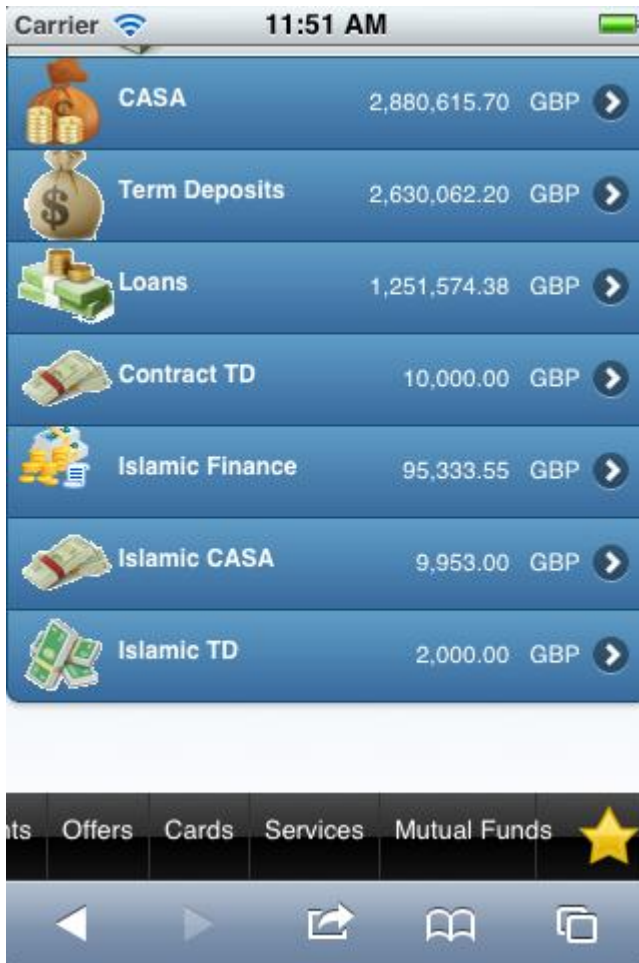 Carrier 11:51 AM
CASA 2,880,615.70 GBP
Term Deposits 2,630,062.20 GBP
Loans 1,251,574.38 GBP
Contract TD 10,000.00 GBP
Islamic Finance 95,333.55 GBP
Islamic CASA 9,953.00 GBP
Islamic TD 2,000.00 GBP
nts Offers Cards Services Mutual Funds